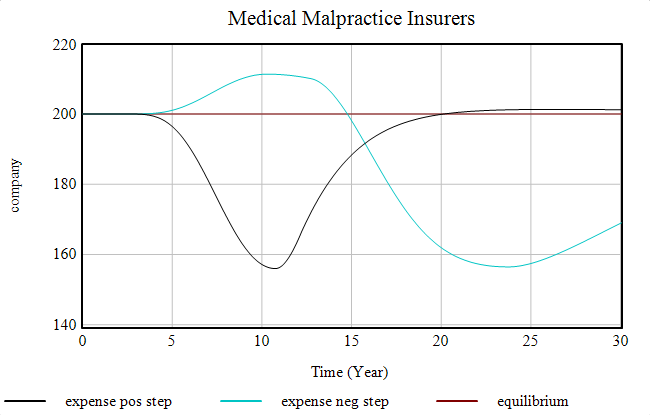 Medical Malpractice Insurers
220
200
180
160
140
company
0 5 10 15 20 25 30
Time (Year)
expense pos step expense neg step equilibrium